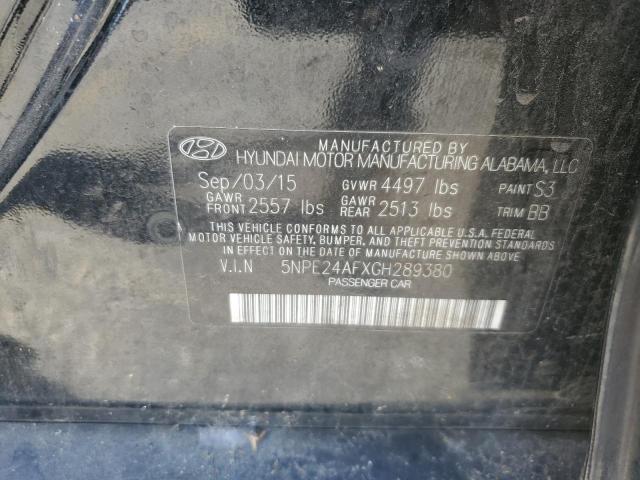 MANUFACTURED BY
HYUNDAI MOTOR MANUFACTURING ALABAMA, LLC
Sep/03/15 GVWR 4497 lbs PAINT S3
GAWR FRONT 2557 lbs GAWR REAR 2513 lbs TRIM BB
THIS VEHICLE CONFORMS TO ALL APPLICABLE U.S.A. FEDERAL
MOTOR VEHICLE SAFETY, BUMPER, AND THEFT PREVENTION STANDARDS
IN EFFECT ON THE DATE OF MANUFACTURE SHOWN ABOVE.
V.I.N 5NPE24AFXGH289380
PASSENGER CAR